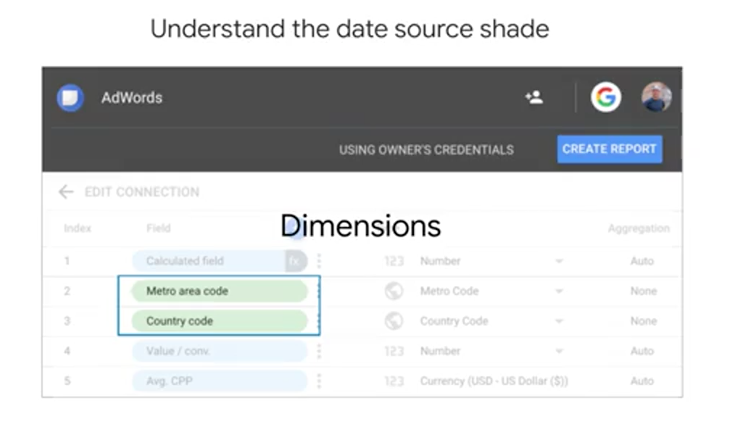 Understand the date source shade
AdWords
USING OWNER'S CREDENTIALS CREATE REPORT
EDIT CONNECTION
Dimensions
Index Field Aggregation
1 Calculated field fx 123 Number Auto
2 Metro area code Metro Code None
3 Country code Country Code None
4 Value / conv. 123 Number Auto
5 Avg. CPP 123 Currency (USD - US Dollar ($)) Auto